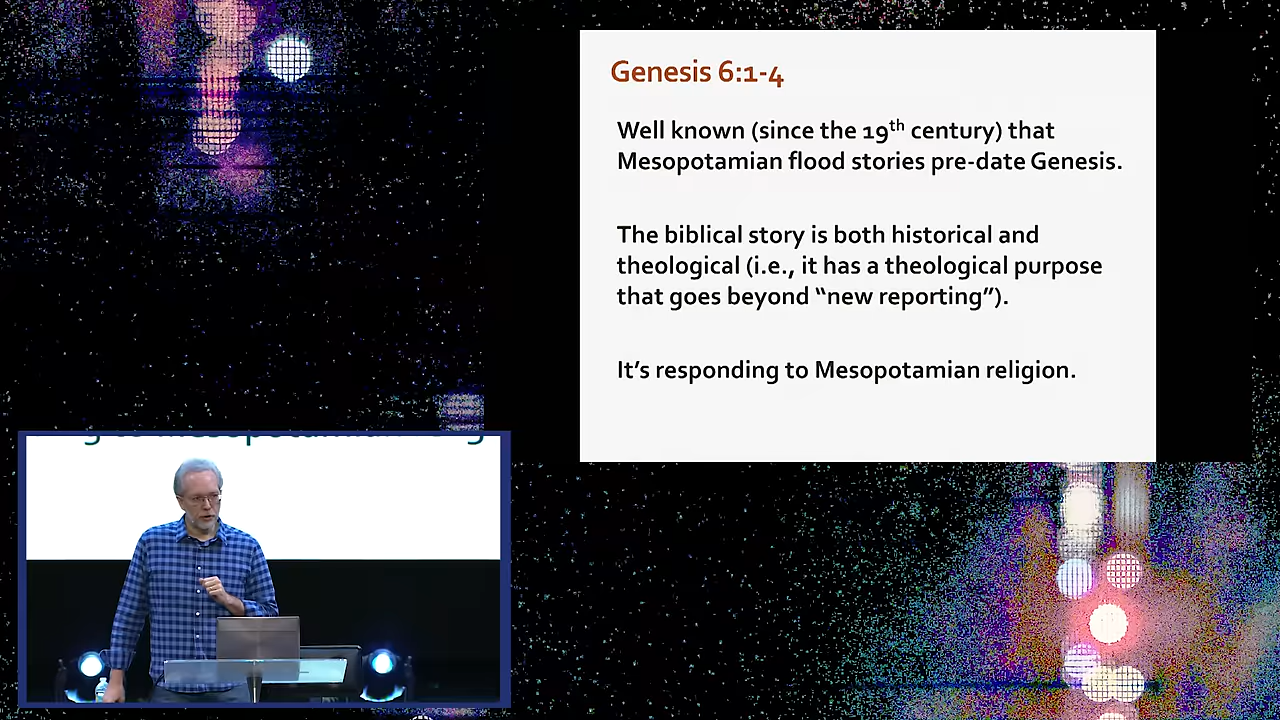 Genesis 6:1-4
Well known (since the 19th century) that
Mesopotamian flood stories pre-date Genesis.
The biblical story is both historical and
theological (i.e., it has a theological purpose
that goes beyond “new reporting”).
It’s responding to Mesopotamian religion.